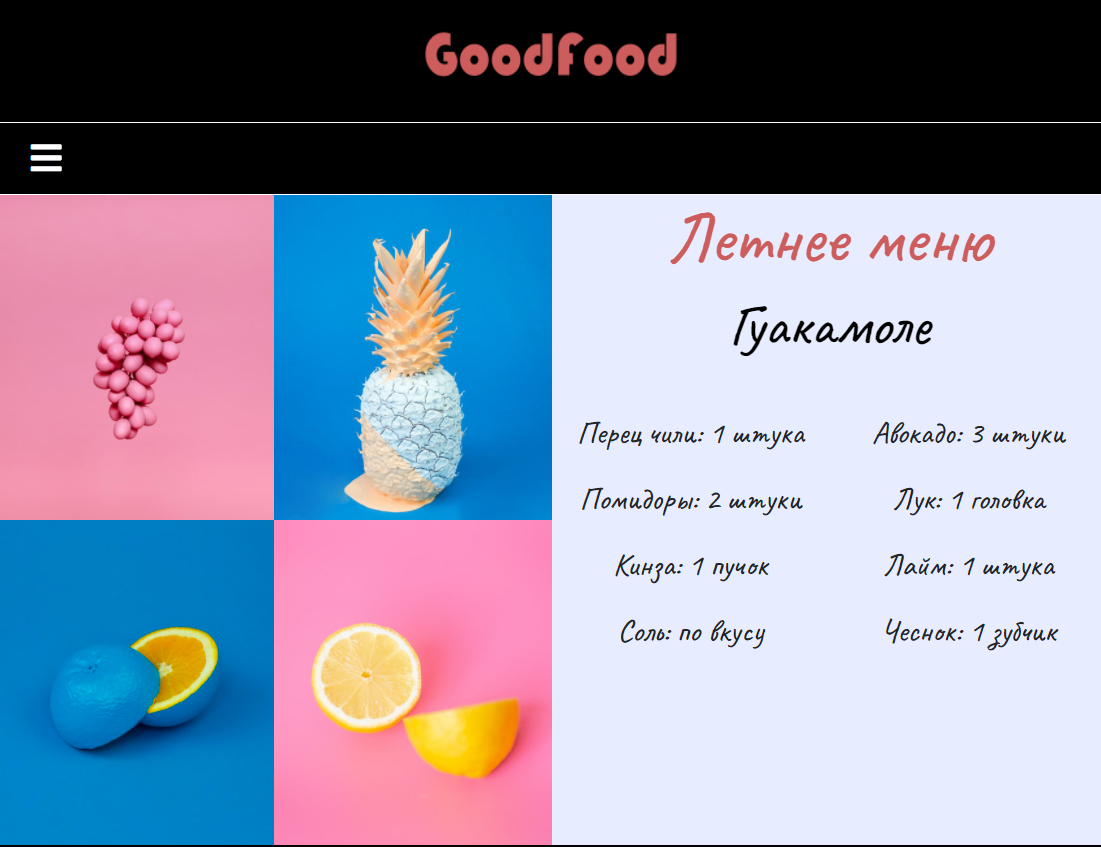 GoodFood
Летнее меню
Гуакамоле
Перец чили: 1 штука
Авокадо: 3 штуки
Помидоры: 2 штуки
Лук: 1 головка
Кинза: 1 пучок
Лайм: 1 штука
Соль: по вкусу
Чеснок: 1 зубчик